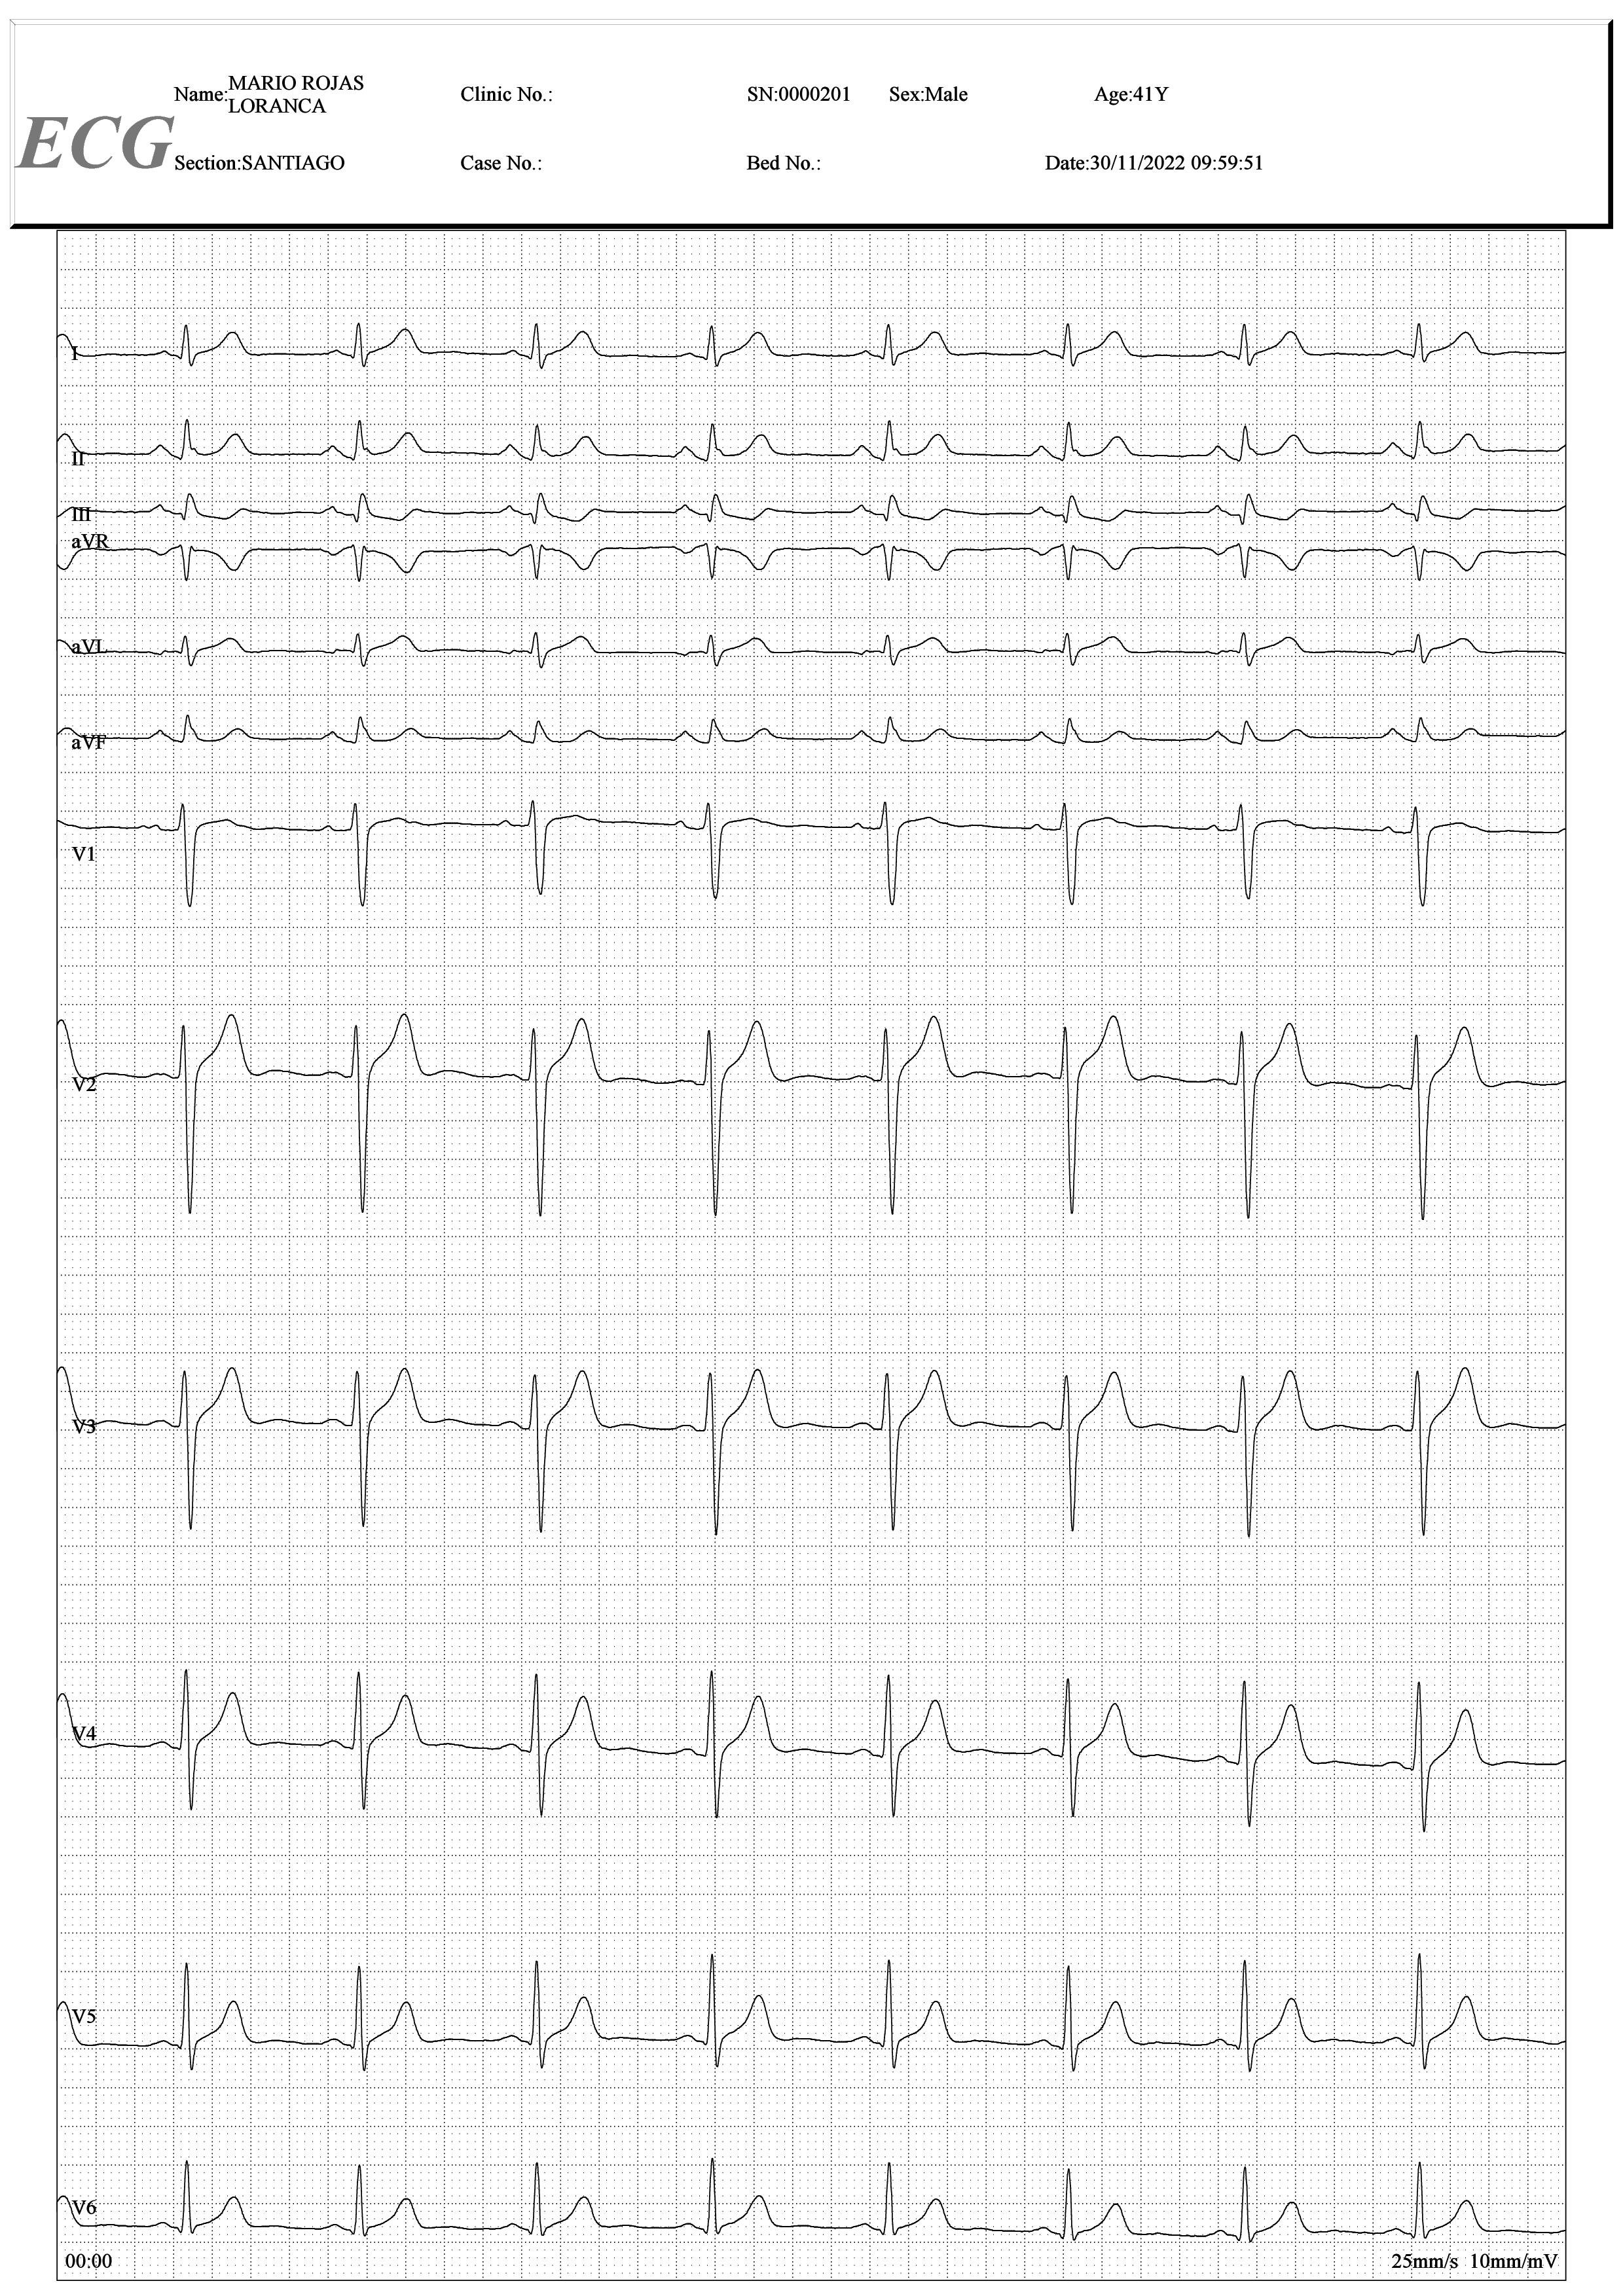 ECG
Name:MARIO ROJAS LORANCA
Clinic No.:
SN:0000201
Sex:Male
Age:41Y
Section:SANTIAGO
Case No.:
Bed No.:
Date:30/11/2022 09:59:51
I
II
III
aVR
aVL
aVF
V1
V2
V3
V4
V5
V6
00:00
25mm/s 10mm/mV